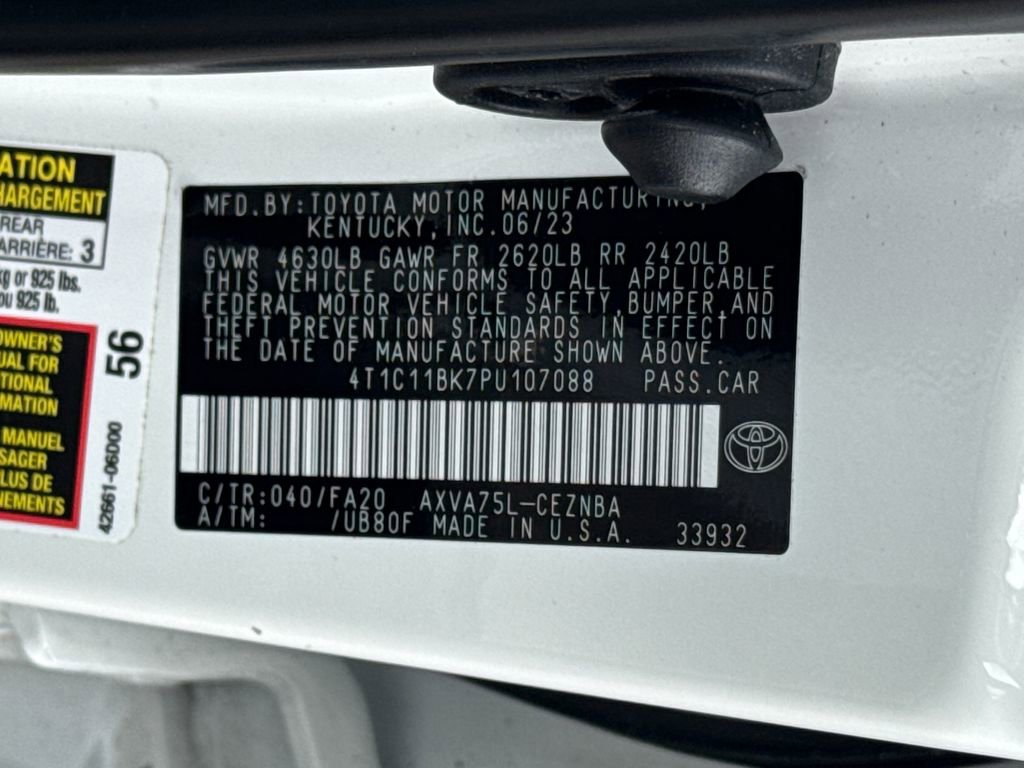 ATION
HARGEMENT
REAR
ARRIÈRE: 3
kg or 925 lbs.
ou 925 lb.
OWNER'S
UAL FOR
TIONAL
MATION
MANUEL
SAGER
LUS DE
NEMENTS
56
42661-06D00
MFD.BY:TOYOTA MOTOR MANUFACTURING,
KENTUCKY,INC.06/23
GVWR 4630LB GAWR FR 2620LB RR 2420LB
THIS VEHICLE CONFORMS TO ALL APPLICABLE
FEDERAL MOTOR VEHICLE SAFETY,BUMPER,AND
THEFT PREVENTION STANDARDS IN EFFECT ON
THE DATE OF MANUFACTURE SHOWN ABOVE.
4T1C11BK7PU107088 PASS.CAR
C/TR:040/FA20 AXVA75L-CEZNBA
A/TM: /UB80F MADE IN U.S.A. 33932